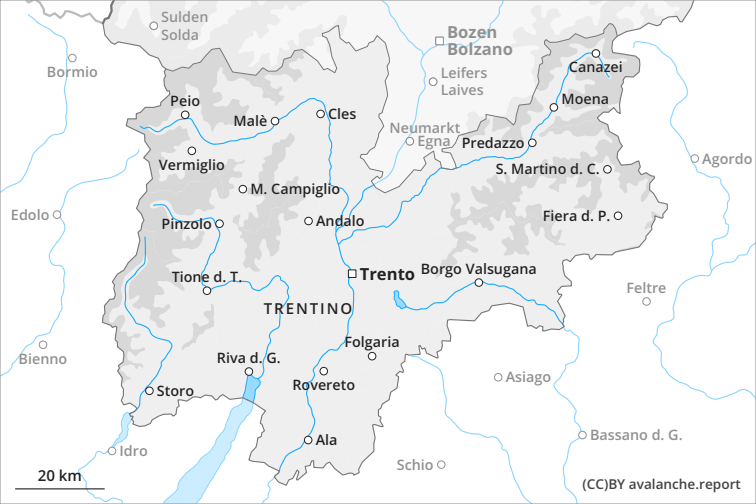 Sulden
Solda
Bozen
Bolzano
Bormio
Canazei
Leifers
Laives
Peio
Malè
Cles
Moena
Neumarkt
Egna
Predazzo
Vermiglio
Agordo
S. Martino d. C.
M. Campiglio
Edolo
Pinzolo
Andalo
Fiera d. P.
Tione d. T.
Trento
Borgo Valsugana
Feltre
TRENTINO
Folgaria
Bienno
Riva d. G.
Rovereto
Asiago
Storo
Ala
Bassano d. G.
Idro
Schio
20 km
(CC)BY avalanche.report